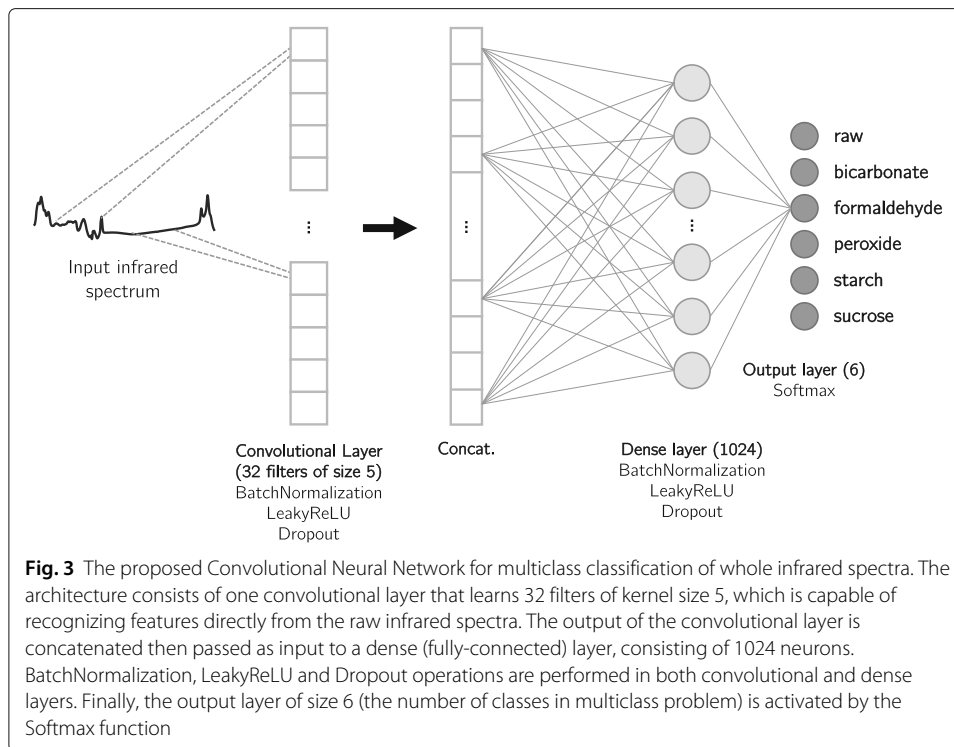 Input infrared
spectrum
...
...
...
raw
bicarbonate
formaldehyde
peroxide
starch
sucrose
Output layer (6)
Softmax
Convolutional Layer
(32 filters of size 5)
BatchNormalization
LeakyReLU
Dropout
Concat.
Dense layer (1024)
BatchNormalization
LeakyReLU
Dropout
Fig. 3 The proposed Convolutional Neural Network for multiclass classification of whole infrared spectra. The
architecture consists of one convolutional layer that learns 32 filters of kernel size 5, which is capable of
recognizing features directly from the raw infrared spectra. The output of the convolutional layer is
concatenated then passed as input to a dense (fully-connected) layer, consisting of 1024 neurons.
BatchNormalization, LeakyReLU and Dropout operations are performed in both convolutional and dense
layers. Finally, the output layer of size 6 (the number of classes in multiclass problem) is activated by the
Softmax function